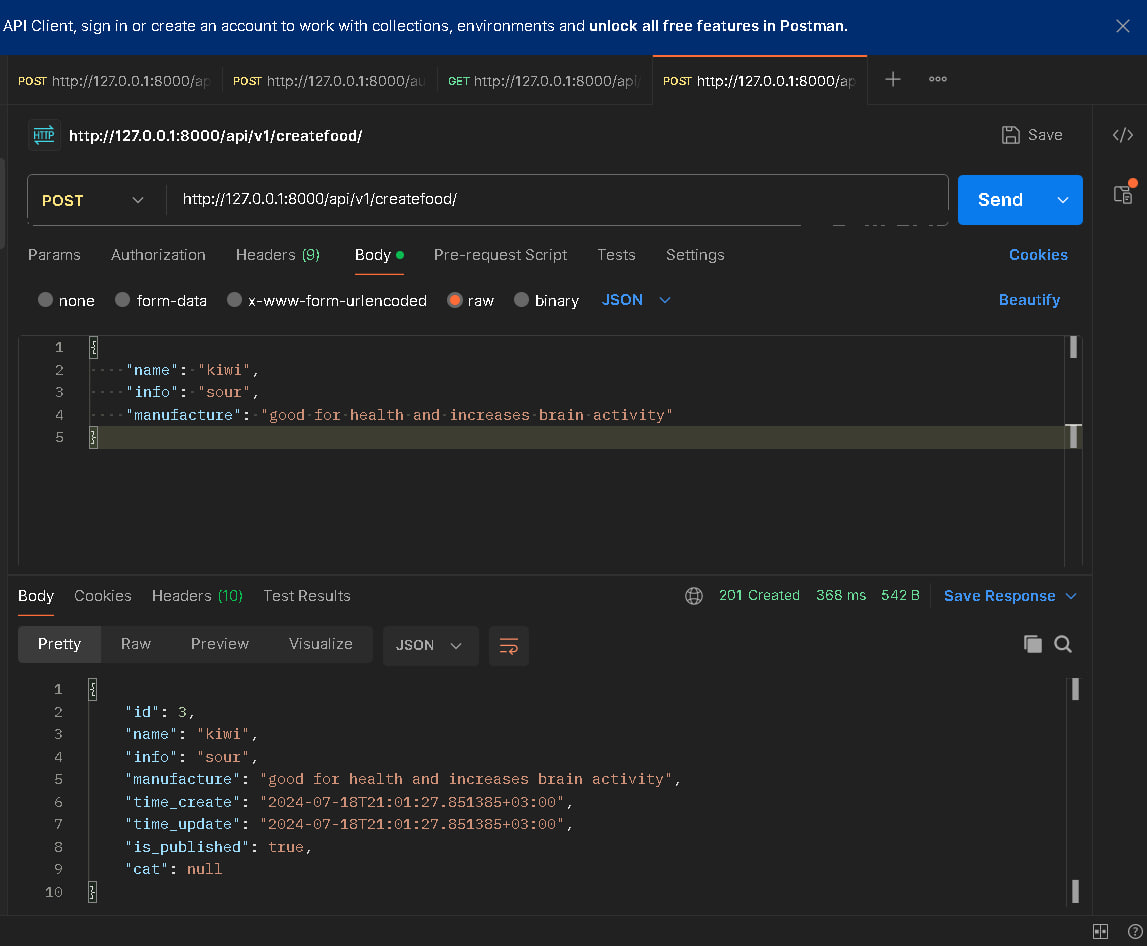 API Client, sign in or create an account to work with collections, environments and unlock all free features in Postman.
POST http://127.0.0.1:8000/ap POST http://127.0.0.1:8000/au GET http://127.0.0.1:8000/api/ POST http://127.0.0.1:8000/ap
HTTP http://127.0.0.1:8000/api/v1/createfood/ Save
POST http://127.0.0.1:8000/api/v1/createfood/ Send
Params Authorization Headers (9) Body Pre-request Script Tests Settings Cookies
none form-data x-www-form-urlencoded raw binary JSON Beautify
1 {
2 "name": "kiwi",
3 "info": "sour",
4 "manufacture": "good for health and increases brain activity"
5 }
Body Cookies Headers (10) Test Results 201 Created 368 ms 542 B Save Response
Pretty Raw Preview Visualize JSON
1 {
2 "id": 3,
3 "name": "kiwi",
4 "info": "sour",
5 "manufacture": "good for health and increases brain activity",
6 "time_create": "2024-07-18T21:01:27.851385+03:00",
7 "time_update": "2024-07-18T21:01:27.851385+03:00",
8 "is_published": true,
9 "cat": null
10 }